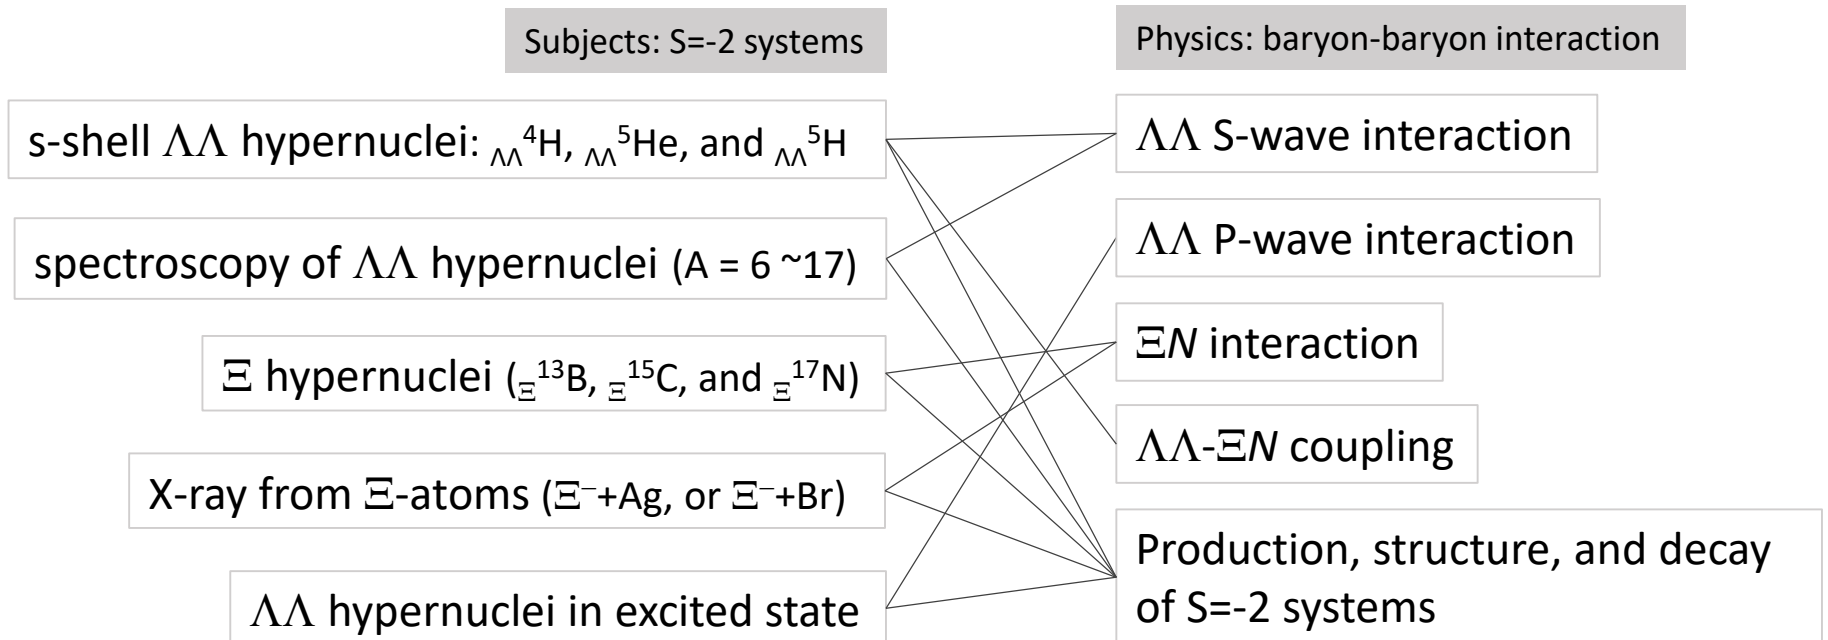 Subjects: S=-2 systems
s-shell ΛΛ hypernuclei: ΛΛ⁴H, ΛΛ⁵He, and ΛΛ⁵H
spectroscopy of ΛΛ hypernuclei (A = 6 ~17)
Ξ hypernuclei (Ξ¹³B, Ξ¹⁵C, and Ξ¹⁷N)
X-ray from Ξ-atoms (Ξ⁻+Ag, or Ξ⁻+Br)
ΛΛ hypernuclei in excited state
Physics: baryon-baryon interaction
ΛΛ S-wave interaction
ΛΛ P-wave interaction
ΞN interaction
ΛΛ-ΞN coupling
Production, structure, and decay
of S=-2 systems